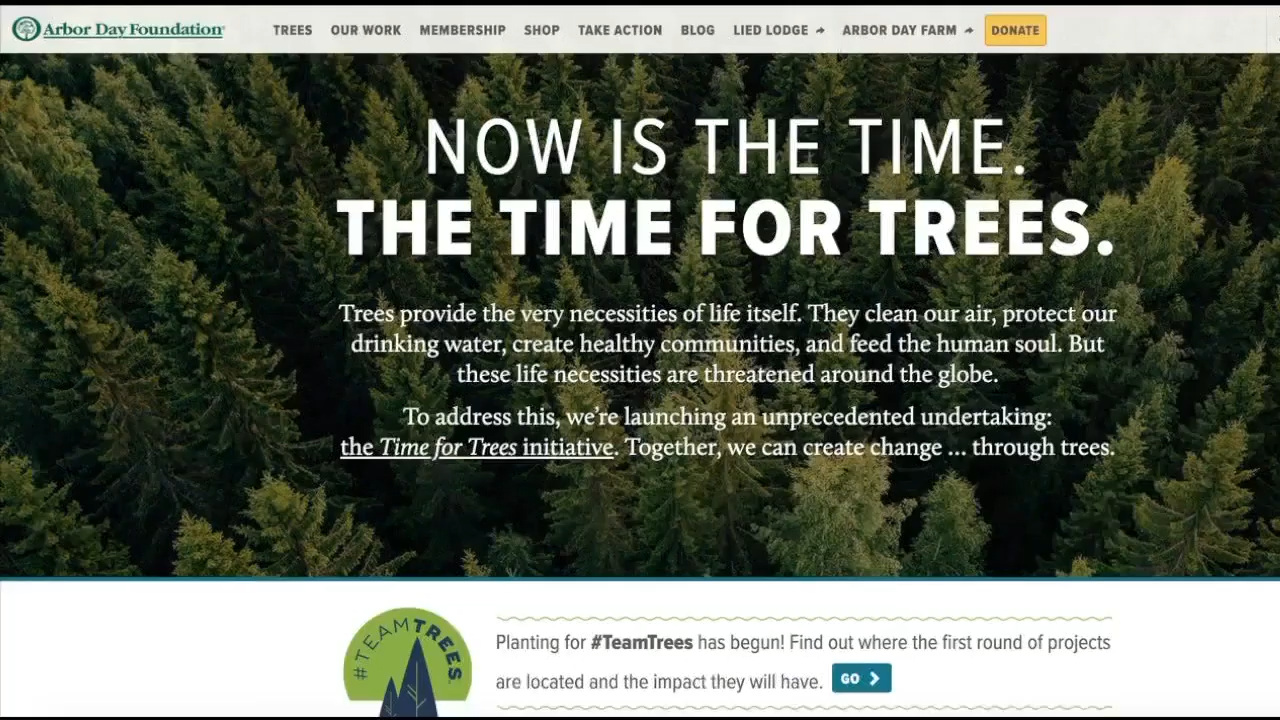 Arbor Day Foundation
TREES OUR WORK MEMBERSHIP SHOP TAKE ACTION BLOG LIED LODGE ARBOR DAY FARM DONATE
NOW IS THE TIME.
THE TIME FOR TREES.
Trees provide the very necessities of life itself. They clean our air, protect our
drinking water, create healthy communities, and feed the human soul. But
these life necessities are threatened around the globe.
To address this, we’re launching an unprecedented undertaking:
the Time for Trees initiative. Together, we can create change ... through trees.
#TEAMTREES
Planting for #TeamTrees has begun! Find out where the first round of projects
are located and the impact they will have. GO